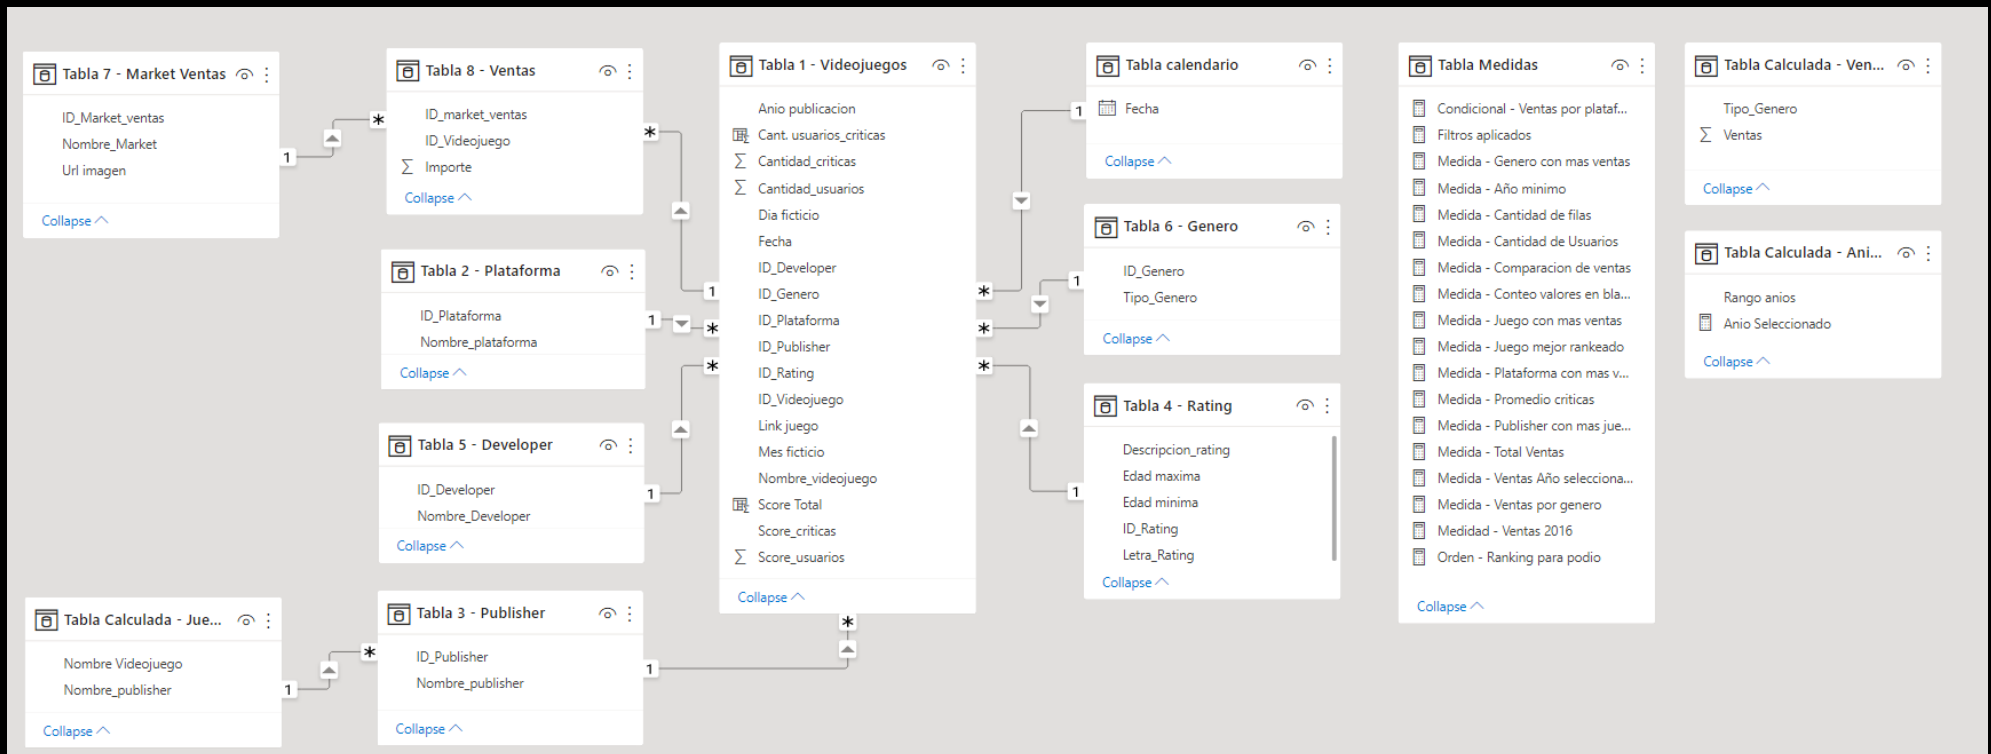 Tabla 7 - Market Ventas
ID_Market_ventas
Nombre_Market
Url imagen
Collapse
1
*
Tabla 8 - Ventas
ID_market_ventas
ID_Videojuego
Importe
Collapse
*
1
Tabla 2 - Plataforma
ID_Plataforma
Nombre_plataforma
Collapse
1
*
Tabla 5 - Developer
ID_Developer
Nombre_Developer
Collapse
1
*
Tabla Calculada - Jue...
Nombre Videojuego
Nombre_publisher
Collapse
1
*
Tabla 3 - Publisher
ID_Publisher
Nombre_publisher
Collapse
1
*
Tabla 1 - Videojuegos
Anio publicacion
Cant. usuarios_criticas
Cantidad_criticas
Cantidad_usuarios
Dia ficticio
Fecha
ID_Developer
ID_Genero
ID_Plataforma
ID_Publisher
ID_Rating
ID_Videojuego
Link juego
Mes ficticio
Nombre_videojuego
Score Total
Score_criticas
Score_usuarios
Collapse
*
*
*
Tabla calendario
Fecha
Collapse
1
Tabla 6 - Genero
ID_Genero
Tipo_Genero
Collapse
1
Tabla 4 - Rating
Descripcion_rating
Edad maxima
Edad minima
ID_Rating
Letra_Rating
Collapse
1
Tabla Medidas
Condicional - Ventas por plataf...
Filtros aplicados
Medida - Genero con mas ventas
Medida - Año minimo
Medida - Cantidad de filas
Medida - Cantidad de Usuarios
Medida - Comparacion de ventas
Medida - Conteo valores en bla...
Medida - Juego con mas ventas
Medida - Juego mejor rankeado
Medida - Plataforma con mas v...
Medida - Promedio criticas
Medida - Publisher con mas jue...
Medida - Total Ventas
Medida - Ventas Año selecciona...
Medida - Ventas por genero
Medidad - Ventas 2016
Orden - Ranking para podio
Collapse
Tabla Calculada - Ven...
Tipo_Genero
Ventas
Collapse
Tabla Calculada - Ani...
Rango anios
Anio Seleccionado
Collapse